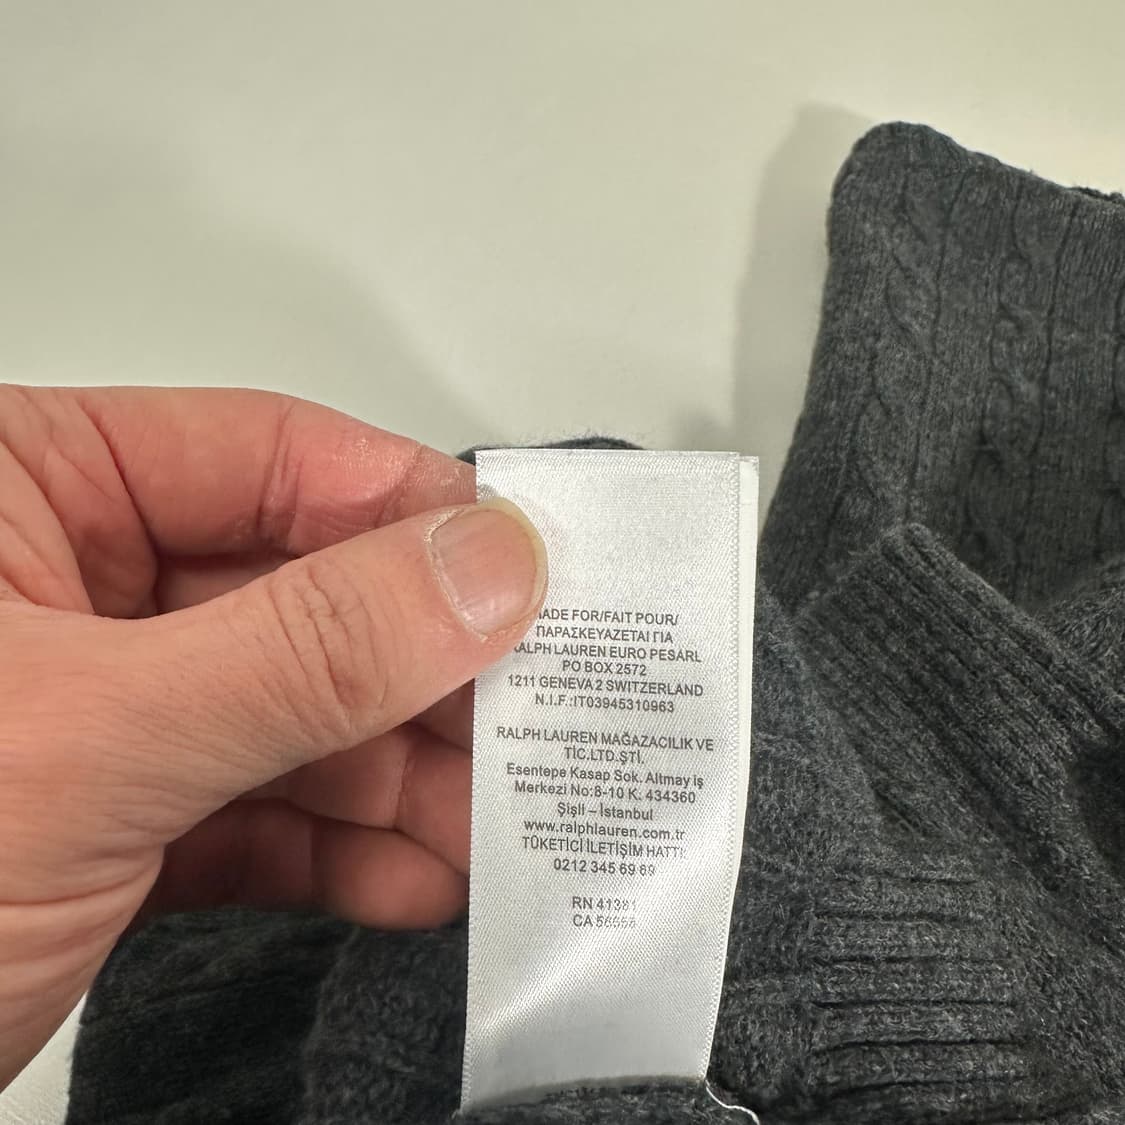 MADE FOR/FAIT POUR/
ΠΑΡΑΣΚΕΥΑΖΕΤΑΙ ΓΙΑ
RALPH LAUREN EURO PESARL
PO BOX 2572
1211 GENEVA 2 SWITZERLAND
N.I.F.:IT03945310963
RALPH LAUREN MAĞAZACILIK VE
TİC.LTD.ŞTİ.
Esentepe Kasap Sok. Altmay iş
Merkezi No:8-10 K. 434360
Şişli – İstanbul
www.ralphlauren.com.tr
TÜKETİCİ İLETİŞİM HATTI:
0212 345 69 89
RN 41381
CA